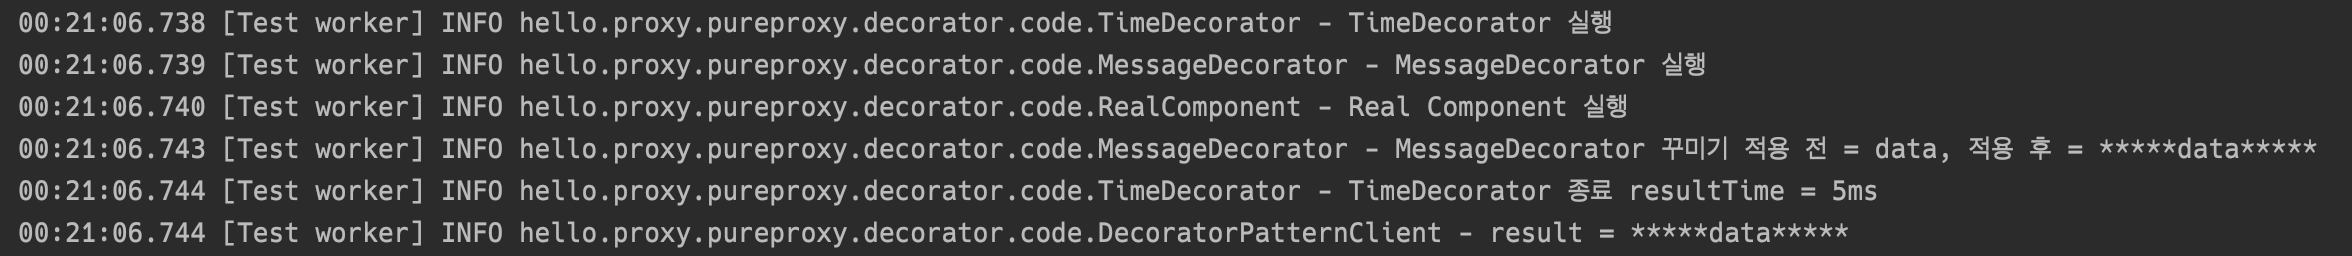 00:21:06.738 [Test worker] INFO hello.proxy.pureproxy.decorator.code.TimeDecorator - TimeDecorator 실행
00:21:06.739 [Test worker] INFO hello.proxy.pureproxy.decorator.code.MessageDecorator - MessageDecorator 실행
00:21:06.740 [Test worker] INFO hello.proxy.pureproxy.decorator.code.RealComponent - Real Component 실행
00:21:06.743 [Test worker] INFO hello.proxy.pureproxy.decorator.code.MessageDecorator - MessageDecorator 꾸미기 적용 전 = data, 적용 후 = *****data*****
00:21:06.744 [Test worker] INFO hello.proxy.pureproxy.decorator.code.TimeDecorator - TimeDecorator 종료 resultTime = 5ms
00:21:06.744 [Test worker] INFO hello.proxy.pureproxy.decorator.code.DecoratorPatternClient - result = *****data*****